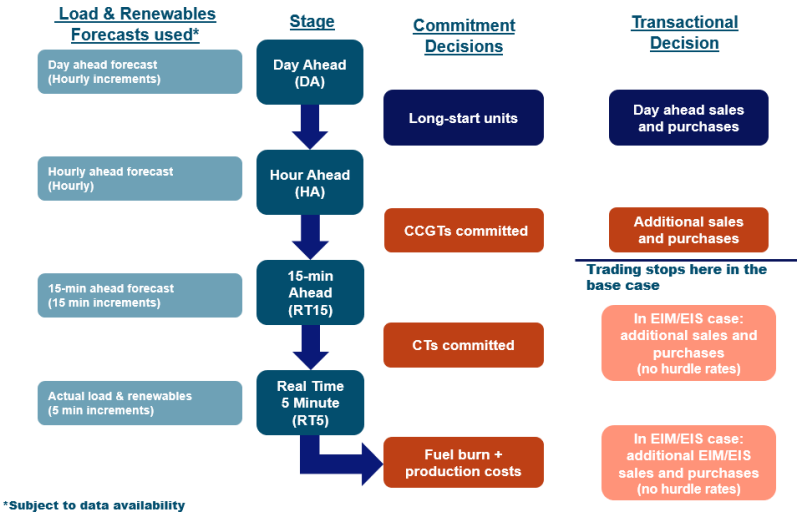 Load & Renewables
Forecasts used*
Stage
Commitment
Decisions
Transactional
Decision
Day ahead forecast
(Hourly increments)
Day Ahead
(DA)
Long-start units
Day ahead sales
and purchases
Hourly ahead forecast
(Hourly)
Hour Ahead
(HA)
CCGTs committed
Additional sales
and purchases
Trading stops here in the
base case
15-min ahead forecast
(15 min increments)
15-min
Ahead
(RT15)
CTs committed
In EIM/EIS case:
additional sales and
purchases
(no hurdle rates)
Actual load & renewables
(5 min increments)
Real Time
5 Minute
(RT5)
Fuel burn +
production costs
In EIM/EIS case:
additional EIM/EIS
sales and purchases
(no hurdle rates)
*Subject to data availability